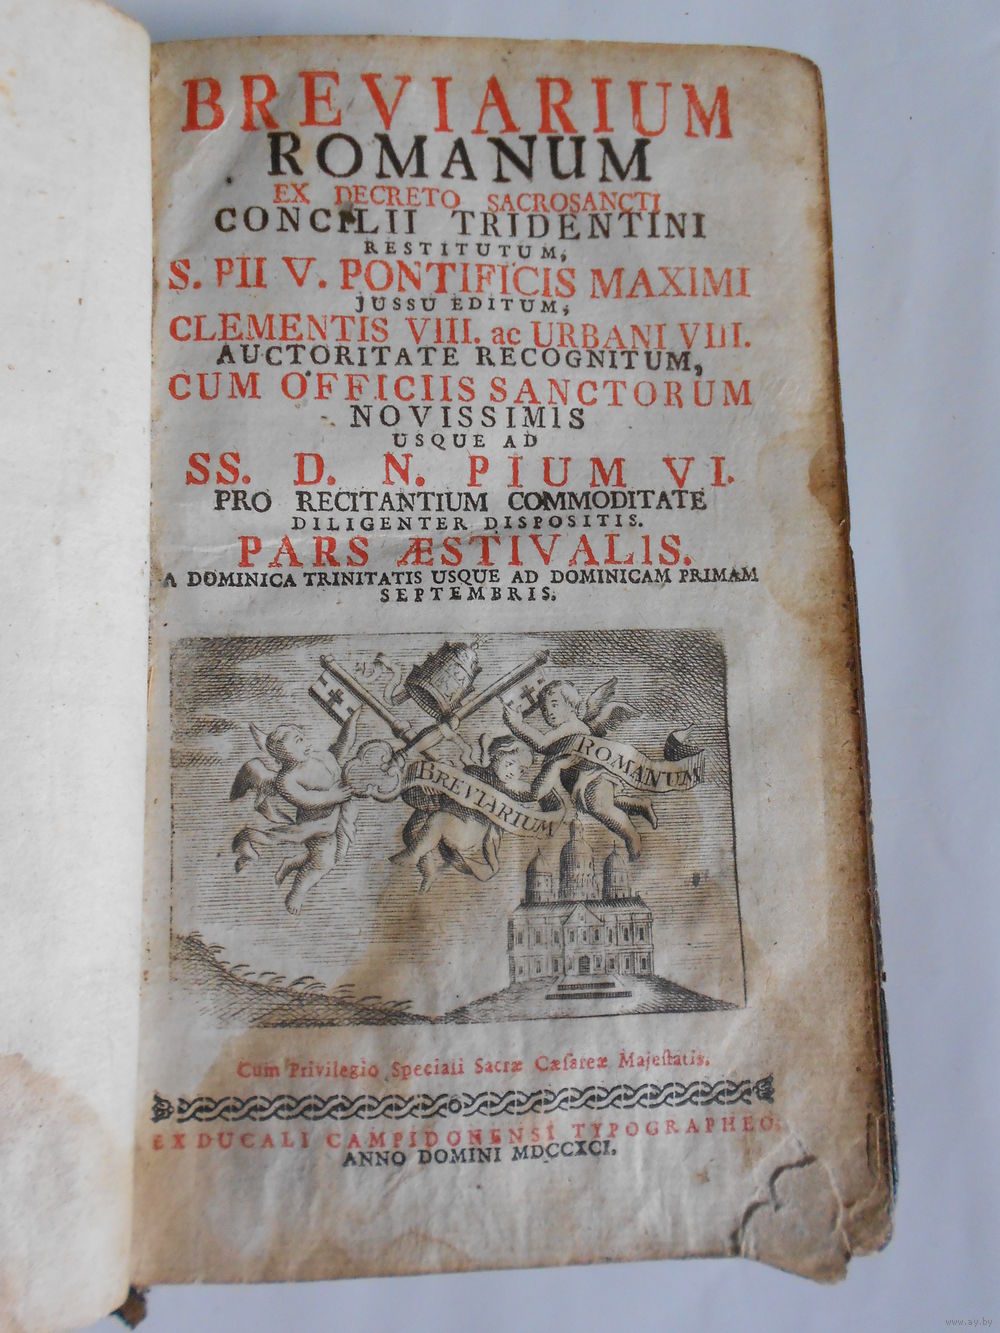 BREVIARIUM
ROMANUM
EX DECRETO SACROSANCTI
CONCILII TRIDENTINI
RESTITUTUM,
S. PII V. PONTIFICIS MAXIMI
JUSSU EDITUM,
CLEMENTIS VIII. ac URBANI VIII.
AUCTORITATE RECOGNITUM,
CUM OFFICIIS SANCTORUM
NOVISSIMIS
USQUE AD
SS. D. N. PIUM VI.
PRO RECITANTIUM COMMODITATE
DILIGENTER DISPOSITIS.
PARS ÆSTIVALIS.
A DOMINICA TRINITATIS USQUE AD DOMINICAM PRIMAM
SEPTEMBRIS.
BREVIARIUM
ROMANUM
Cum Privilegio Speciali Sacræ Cæſareæ Majeſtatis.
EX DUCALI CAMPIDONENSI TYPOGRAPHEO,
ANNO DOMINI MDCCXCI.
www.ay.by